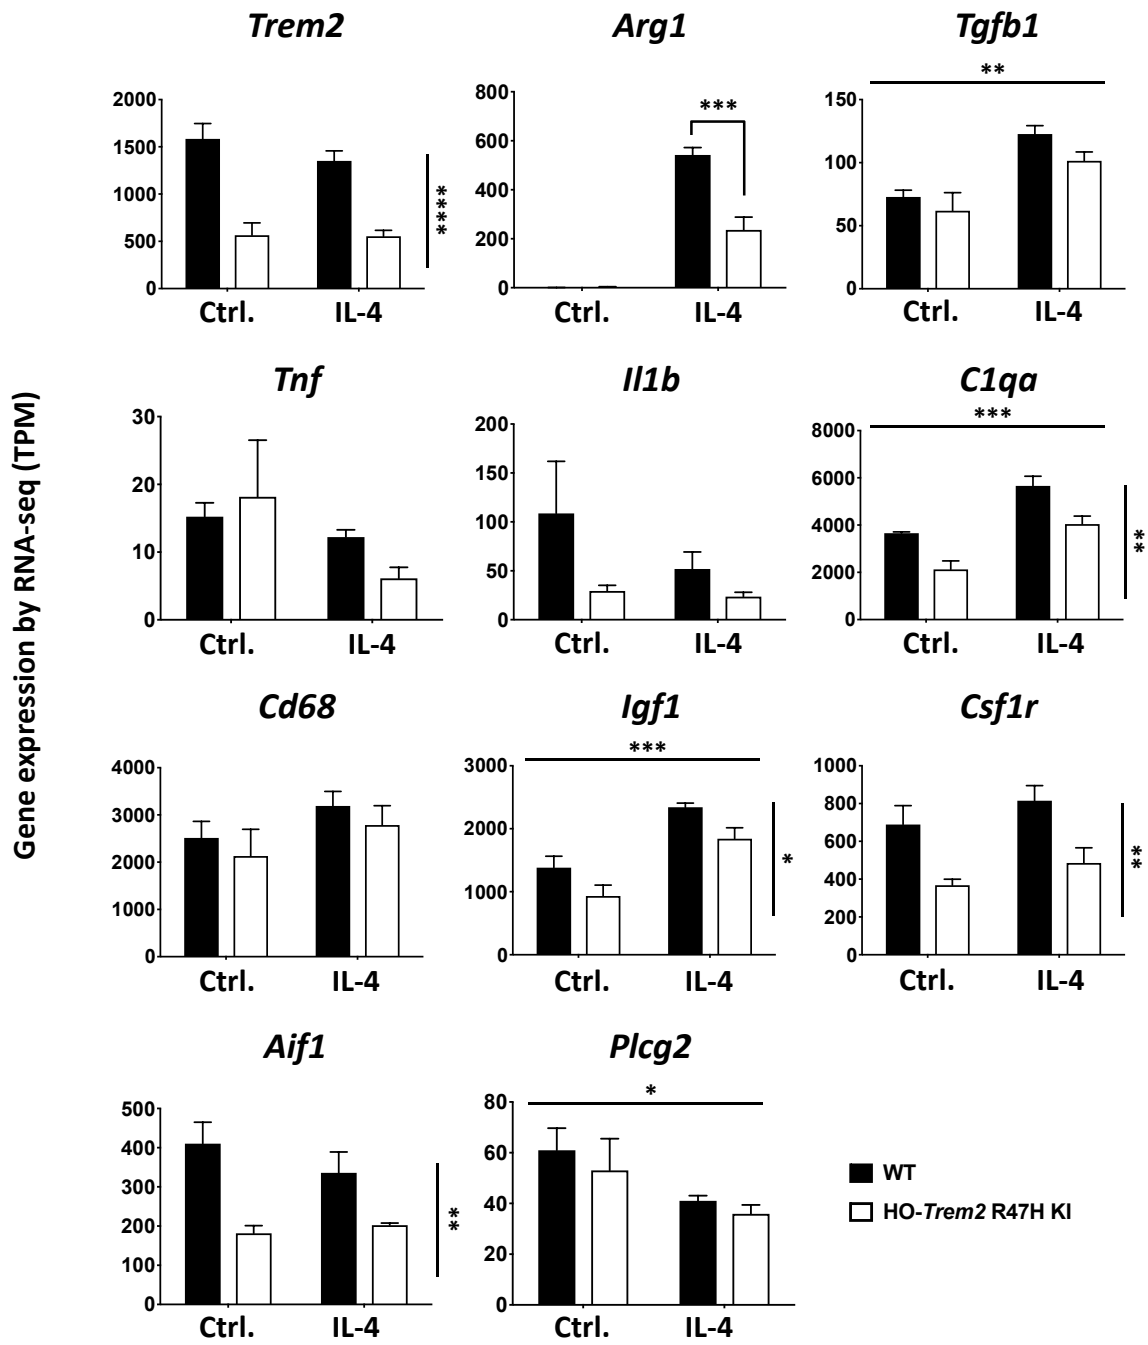 Trem2
Arg1
Tgfb1
2000
1500
1000
500
0
Ctrl.
IL-4
****
800
600
400
200
0
***
Ctrl.
IL-4
**
150
100
50
0
Ctrl.
IL-4
Gene expression by RNA-seq (TPM)
Tnf
Il1b
C1qa
30
20
10
0
Ctrl.
IL-4
200
150
100
50
0
Ctrl.
IL-4
***
8000
6000
4000
2000
0
Ctrl.
IL-4
**
Cd68
Igf1
Csf1r
4000
3000
2000
1000
0
Ctrl.
IL-4
***
3000
2000
1000
0
Ctrl.
IL-4
*
1000
800
600
400
200
0
Ctrl.
IL-4
**
Aif1
Plcg2
500
400
300
200
100
0
Ctrl.
IL-4
**
*
80
60
40
20
0
Ctrl.
IL-4
WT
HO-Trem2 R47H KI